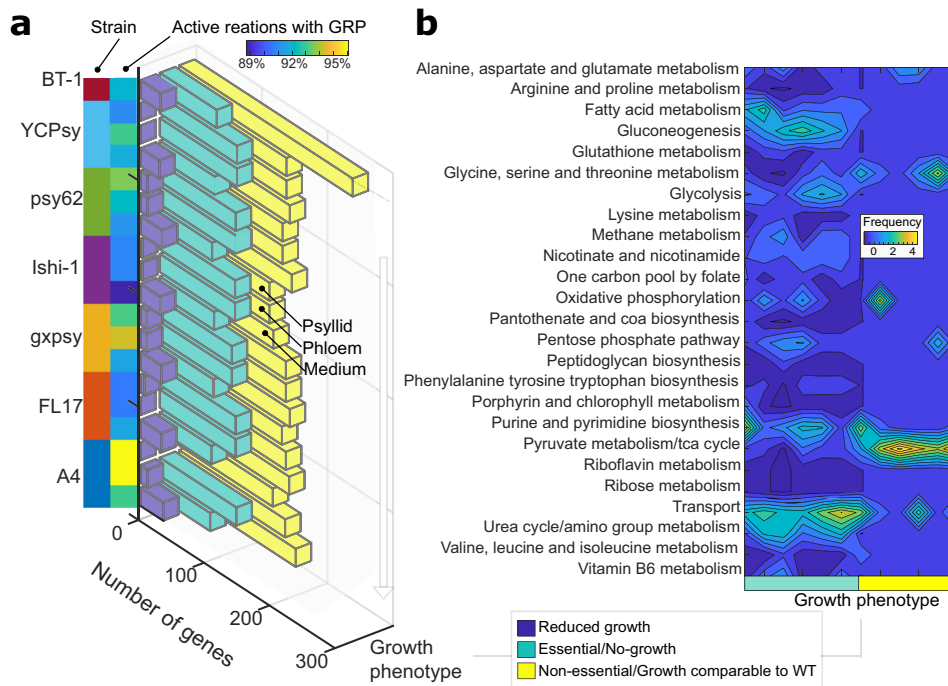 a
Strain
Active reations with GRP
89%
92%
95%
BT-1
YCPsy
psy62
Ishi-1
gxpsy
FL17
A4
Psyllid
Phloem
Medium
0
100
200
300
Number of genes
Growth phenotype
b
Alanine, aspartate and glutamate metabolism
Arginine and proline metabolism
Fatty acid metabolism
Gluconeogenesis
Glutathione metabolism
Glycine, serine and threonine metabolism
Glycolysis
Lysine metabolism
Methane metabolism
Nicotinate and nicotinamide
One carbon pool by folate
Oxidative phosphorylation
Pantothenate and coa biosynthesis
Pentose phosphate pathway
Peptidoglycan biosynthesis
Phenylalanine tyrosine tryptophan biosynthesis
Porphyrin and chlorophyll metabolism
Purine and pyrimidine biosynthesis
Pyruvate metabolism/tca cycle
Riboflavin metabolism
Ribose metabolism
Transport
Urea cycle/amino group metabolism
Valine, leucine and isoleucine metabolism
Vitamin B6 metabolism
Frequency
0 2 4
Growth phenotype
Reduced growth
Essential/No-growth
Non-essential/Growth comparable to WT